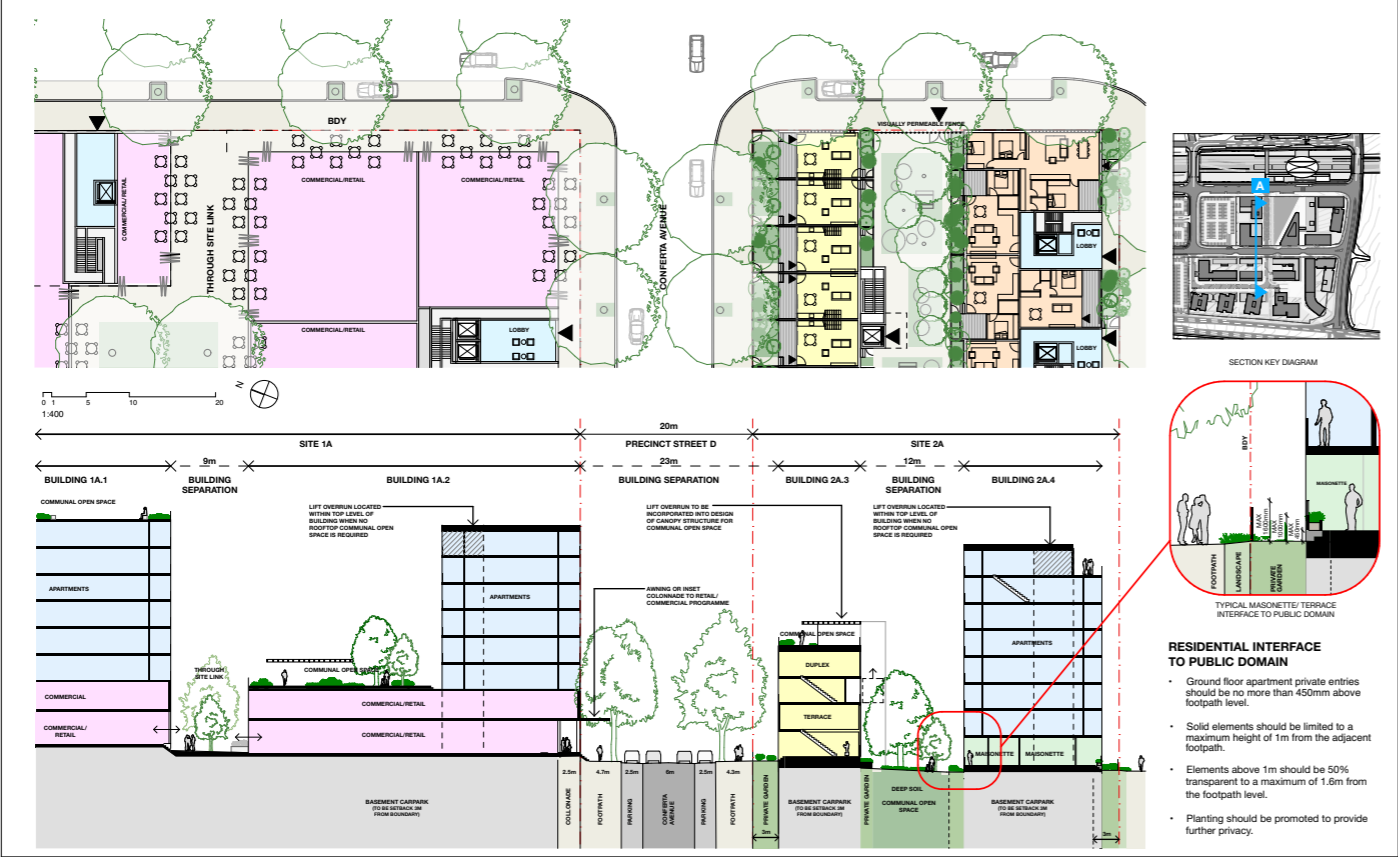 BDY
VISUALLY PERMEABLE FENCE
COMMERCIAL/RETAIL
COMMERCIAL/RETAIL
COMMERCIAL/RETAIL
THROUGH SITE LINK
CONFERTA AVENUE
LOBBY
COMMERCIAL/RETAIL
LOBBY
LOBBY
A
SECTION KEY DIAGRAM
0 1 5 10 20
1:400
N
20m
SITE 1A
PRECINCT STREET D
SITE 2A
9m
23m
12m
BUILDING 1A.1
BUILDING
SEPARATION
BUILDING 1A.2
BUILDING SEPARATION
BUILDING 2A.3
BUILDING
SEPARATION
BUILDING 2A.4
COMMUNAL OPEN SPACE
LIFT OVERRUN LOCATED
WITHIN TOP LEVEL OF
BUILDING WHEN NO
ROOFTOP COMMUNAL OPEN
SPACE IS REQUIRED
LIFT OVERRUN TO BE
INCORPORATED INTO DESIGN
OF CANOPY STRUCTURE FOR
COMMUNAL OPEN SPACE
LIFT OVERRUN LOCATED
WITHIN TOP LEVEL OF
BUILDING WHEN NO
ROOFTOP COMMUNAL OPEN
SPACE IS REQUIRED
APARTMENTS
APARTMENTS
AWNING OR INSET
COLONNADE TO RETAIL/
COMMERCIAL PROGRAMME
COMMUNAL OPEN SPACE
APARTMENTS
THROUGH
SITE LINK
COMMUNAL OPEN SPACE
DUPLEX
COMMERCIAL
COMMERCIAL/RETAIL
TERRACE
COMMERCIAL/
RETAIL
COMMERCIAL/RETAIL
MAISONETTE
MAISONETTE
2.5m
4.7m
2.5m
6m
2.5m
4.3m
COLLONADE
FOOTPATH
PARKING
CONFERTA
AVENUE
PARKING
FOOTPATH
PRIVATE GARDEN
PRIVATE GARDEN
BASEMENT CARPARK
(TO BE SETBACK 3M
FROM BOUNDARY)
BASEMENT CARPARK
(TO BE SETBACK 3M
FROM BOUNDARY)
DEEP SOIL
COMMUNAL OPEN
SPACE
BASEMENT CARPARK
(TO BE SETBACK 3M
FROM BOUNDARY)
3m
3m
BDY
MASONETTE
MAX
1600mm
MAX
1000mm
MAX
450mm
FOOTPATH
LANDSCAPE
PRIVATE
GARDEN
TYPICAL MASONETTE/ TERRACE
INTERFACE TO PUBLIC DOMAIN
RESIDENTIAL INTERFACE
TO PUBLIC DOMAIN
• Ground floor apartment private entries
should be no more than 450mm above
footpath level.
• Solid elements should be limited to a
maximum height of 1m from the adjacent
footpath.
• Elements above 1m should be 50%
transparent to a maximum of 1.6m from
the footpath level.
• Planting should be promoted to provide
further privacy.